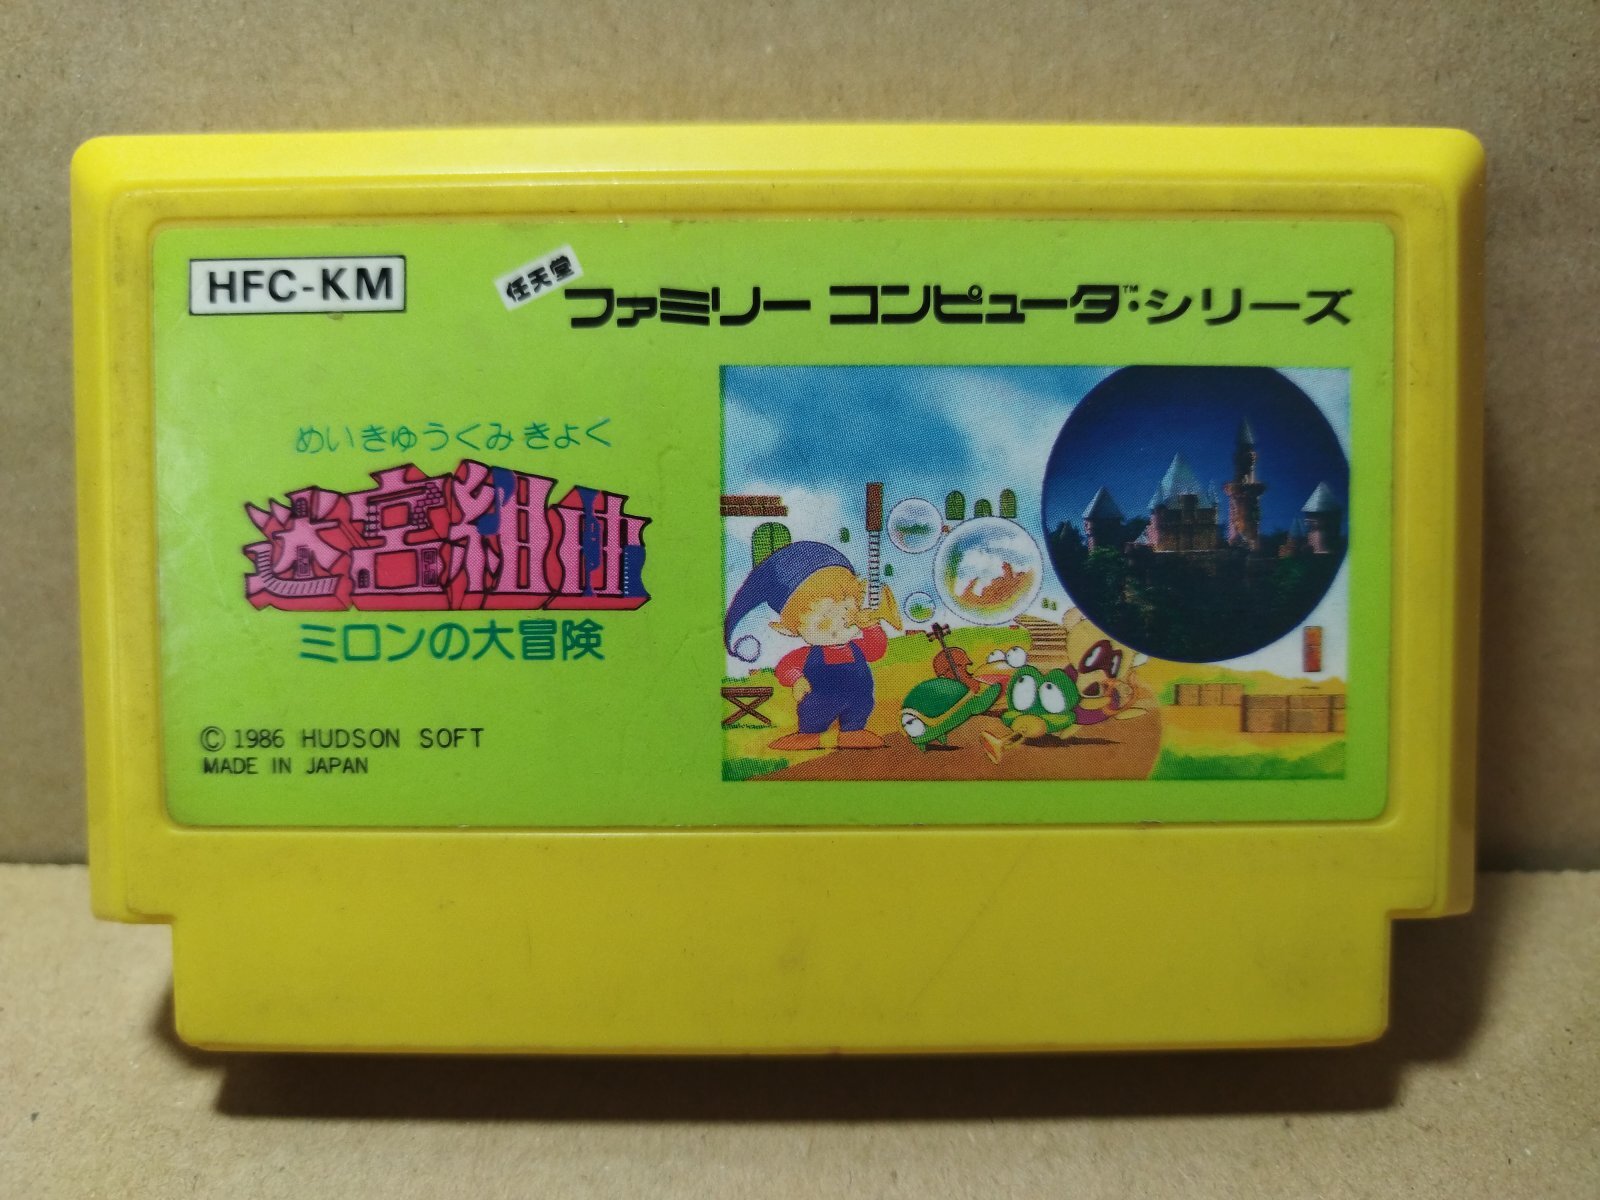 HFC-KM
任天堂
ファミリー コンピュータ™・シリーズ
めいきゅうくみきょく
迷宮組曲
ミロンの大冒険
© 1986 HUDSON SOFT
MADE IN JAPAN